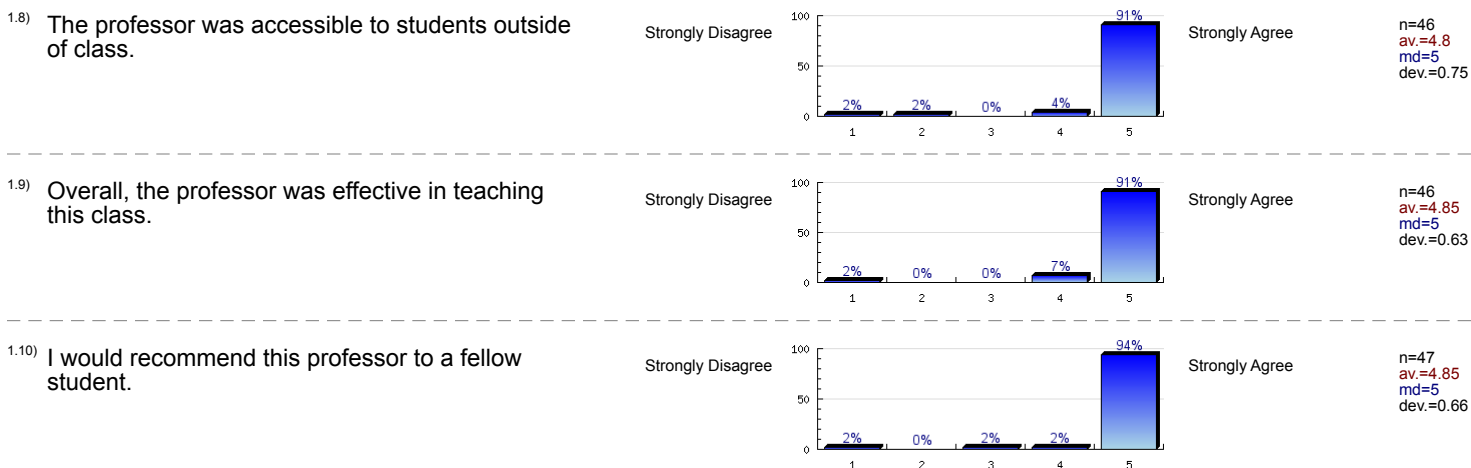 1.8) The professor was accessible to students outside
of class.
Strongly Disagree
100
50
0
2%
2%
0%
4%
91%
1
2
3
4
5
Strongly Agree
n=46
av.=4.8
md=5
dev.=0.75
1.9) Overall, the professor was effective in teaching
this class.
Strongly Disagree
100
50
0
2%
0%
0%
7%
91%
1
2
3
4
5
Strongly Agree
n=46
av.=4.85
md=5
dev.=0.63
1.10) I would recommend this professor to a fellow
student.
Strongly Disagree
100
50
0
2%
0%
2%
2%
94%
1
2
3
4
5
Strongly Agree
n=47
av.=4.85
md=5
dev.=0.66